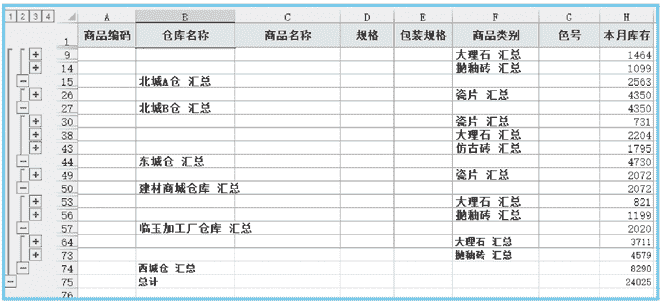 1 2 3 4 A B C D E F G H
1 商品编码 仓库名称 商品名称 规格 包装规格 商品类别 色号 本月库存
9 大理石 汇总 1464
14 抛釉砖 汇总 1099
15 北城A仓 汇总 2563
26 瓷片 汇总 4350
27 北城B仓 汇总 4350
30 瓷片 汇总 731
38 大理石 汇总 2204
43 仿古砖 汇总 1795
44 东城仓 汇总 4730
49 瓷片 汇总 2072
50 建材商城仓库 汇总 2072
53 大理石 汇总 821
56 抛釉砖 汇总 1199
57 临玉加工厂仓库 汇总 2020
64 大理石 汇总 3711
73 抛釉砖 汇总 4579
74 西城仓 汇总 8290
75 总计 24025
76